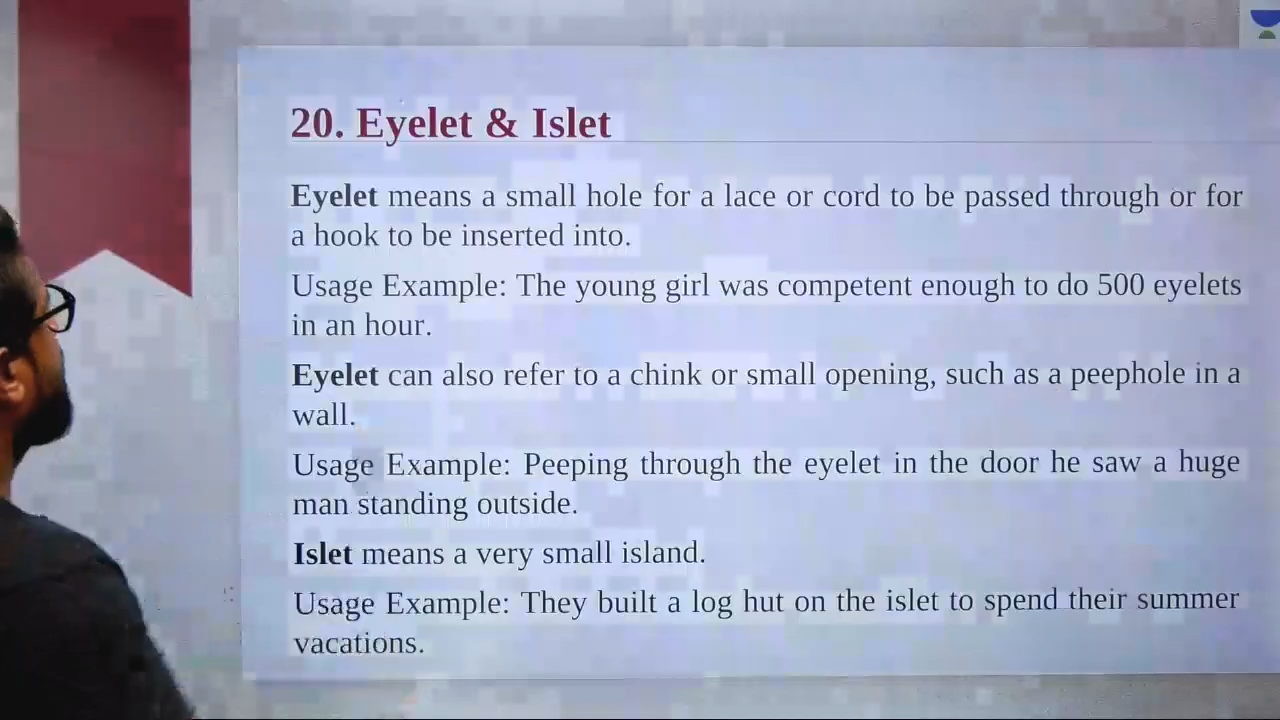 20. Eyelet & Islet
Eyelet means a small hole for a lace or cord to be passed through or for
a hook to be inserted into.
Usage Example: The young girl was competent enough to do 500 eyelets
in an hour.
Eyelet can also refer to a chink or small opening, such as a peephole in a
wall.
Usage Example: Peeping through the eyelet in the door he saw a huge
man standing outside.
Islet means a very small island.
Usage Example: They built a log hut on the islet to spend their summer
vacations.